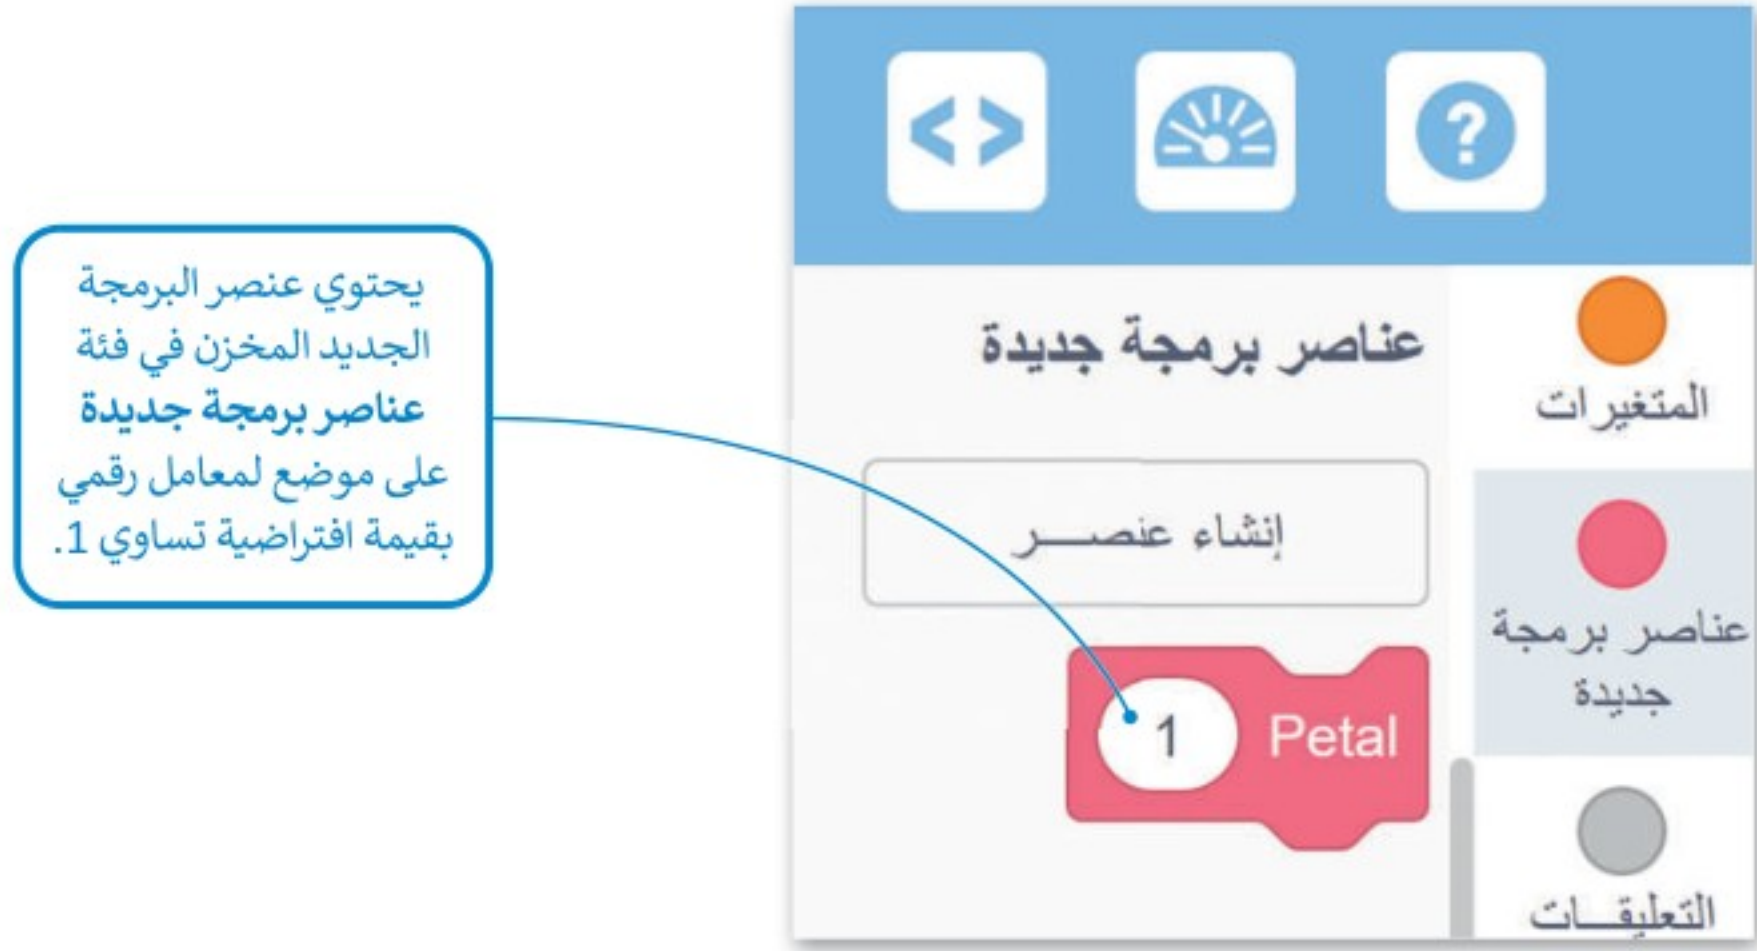 يحتوي عنصر البرمجة
الجديد المخزن في فئة
عناصر برمجة جديدة
على موضع لمعامل رقمي
بقيمة افتراضية تساوي 1.
< >
?
عناصر برمجة جديدة
إنشاء عنصـــر
Petal 1
المتغيرات
عناصر برمجة
جديدة
التعليقــات